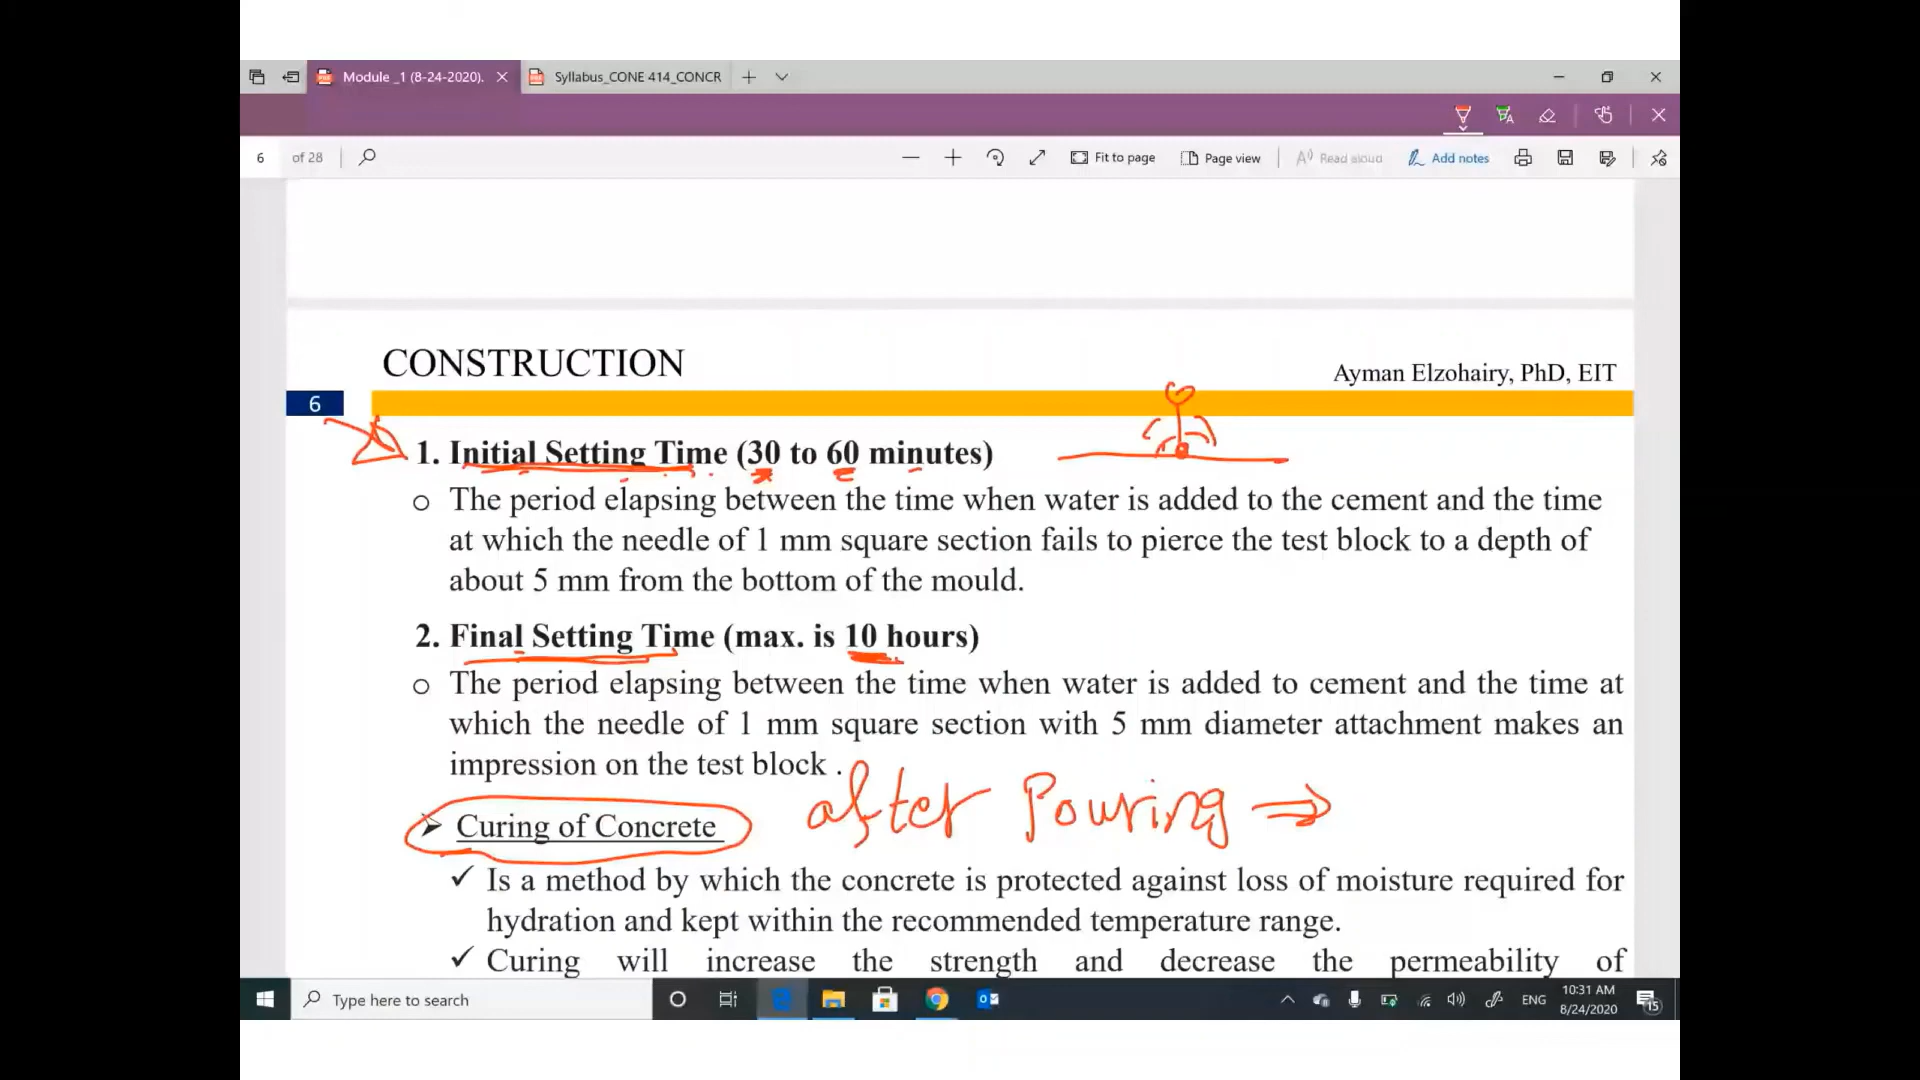 Module _1 (8-24-2020).
Syllabus_CONE 414_CONCR
6 of 28
Fit to page
Page view
Read aloud
Add notes
CONSTRUCTION
Ayman Elzohairy, PhD, EIT
6
1. Initial Setting Time (30 to 60 minutes)
o The period elapsing between the time when water is added to the cement and the time
at which the needle of 1 mm square section fails to pierce the test block to a depth of
about 5 mm from the bottom of the mould.
2. Final Setting Time (max. is 10 hours)
o The period elapsing between the time when water is added to cement and the time at
which the needle of 1 mm square section with 5 mm diameter attachment makes an
impression on the test block .
after Pouring ⇒
➢ Curing of Concrete
✓ Is a method by which the concrete is protected against loss of moisture required for
hydration and kept within the recommended temperature range.
✓ Curing will increase the strength and decrease the permeability of
Type here to search
ENG
10:31 AM
8/24/2020
15